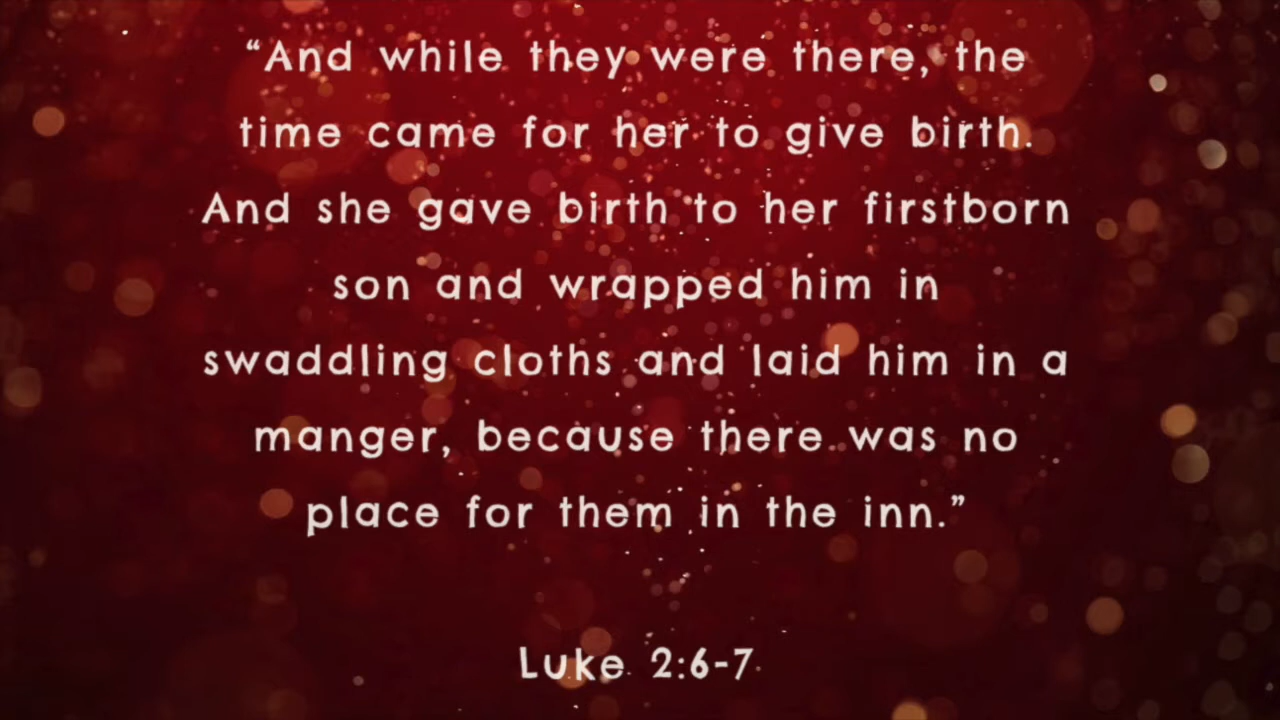 “And while they were there, the
time came for her to give birth.
And she gave birth to her firstborn
son and wrapped him in
swaddling cloths and laid him in a
manger, because there was no
place for them in the inn.”
Luke 2:6-7